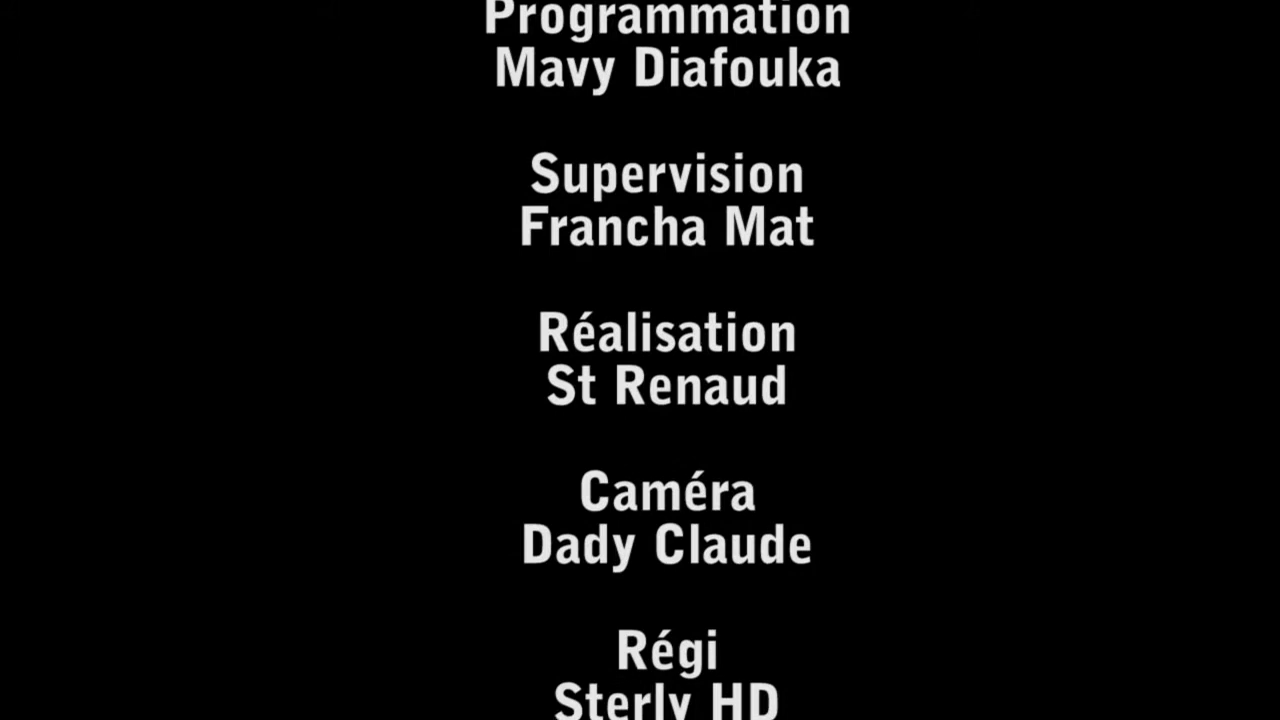 Programmation
Mavy Diafouka
Supervision
Francha Mat
Réalisation
St Renaud
Caméra
Dady Claude
Régi
Sterly HD